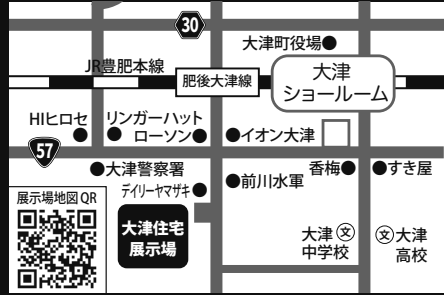 30
大津町役場
JR豊肥本線
肥後大津線
大津
ショールーム
HIヒロセ
リンガーハット
ローソン
イオン大津
57
大津警察署
デイリーヤマザキ
前川水軍
香梅
すき屋
展示場地図QR
大津住宅
展示場
大津
中学校
文
文
大津
高校